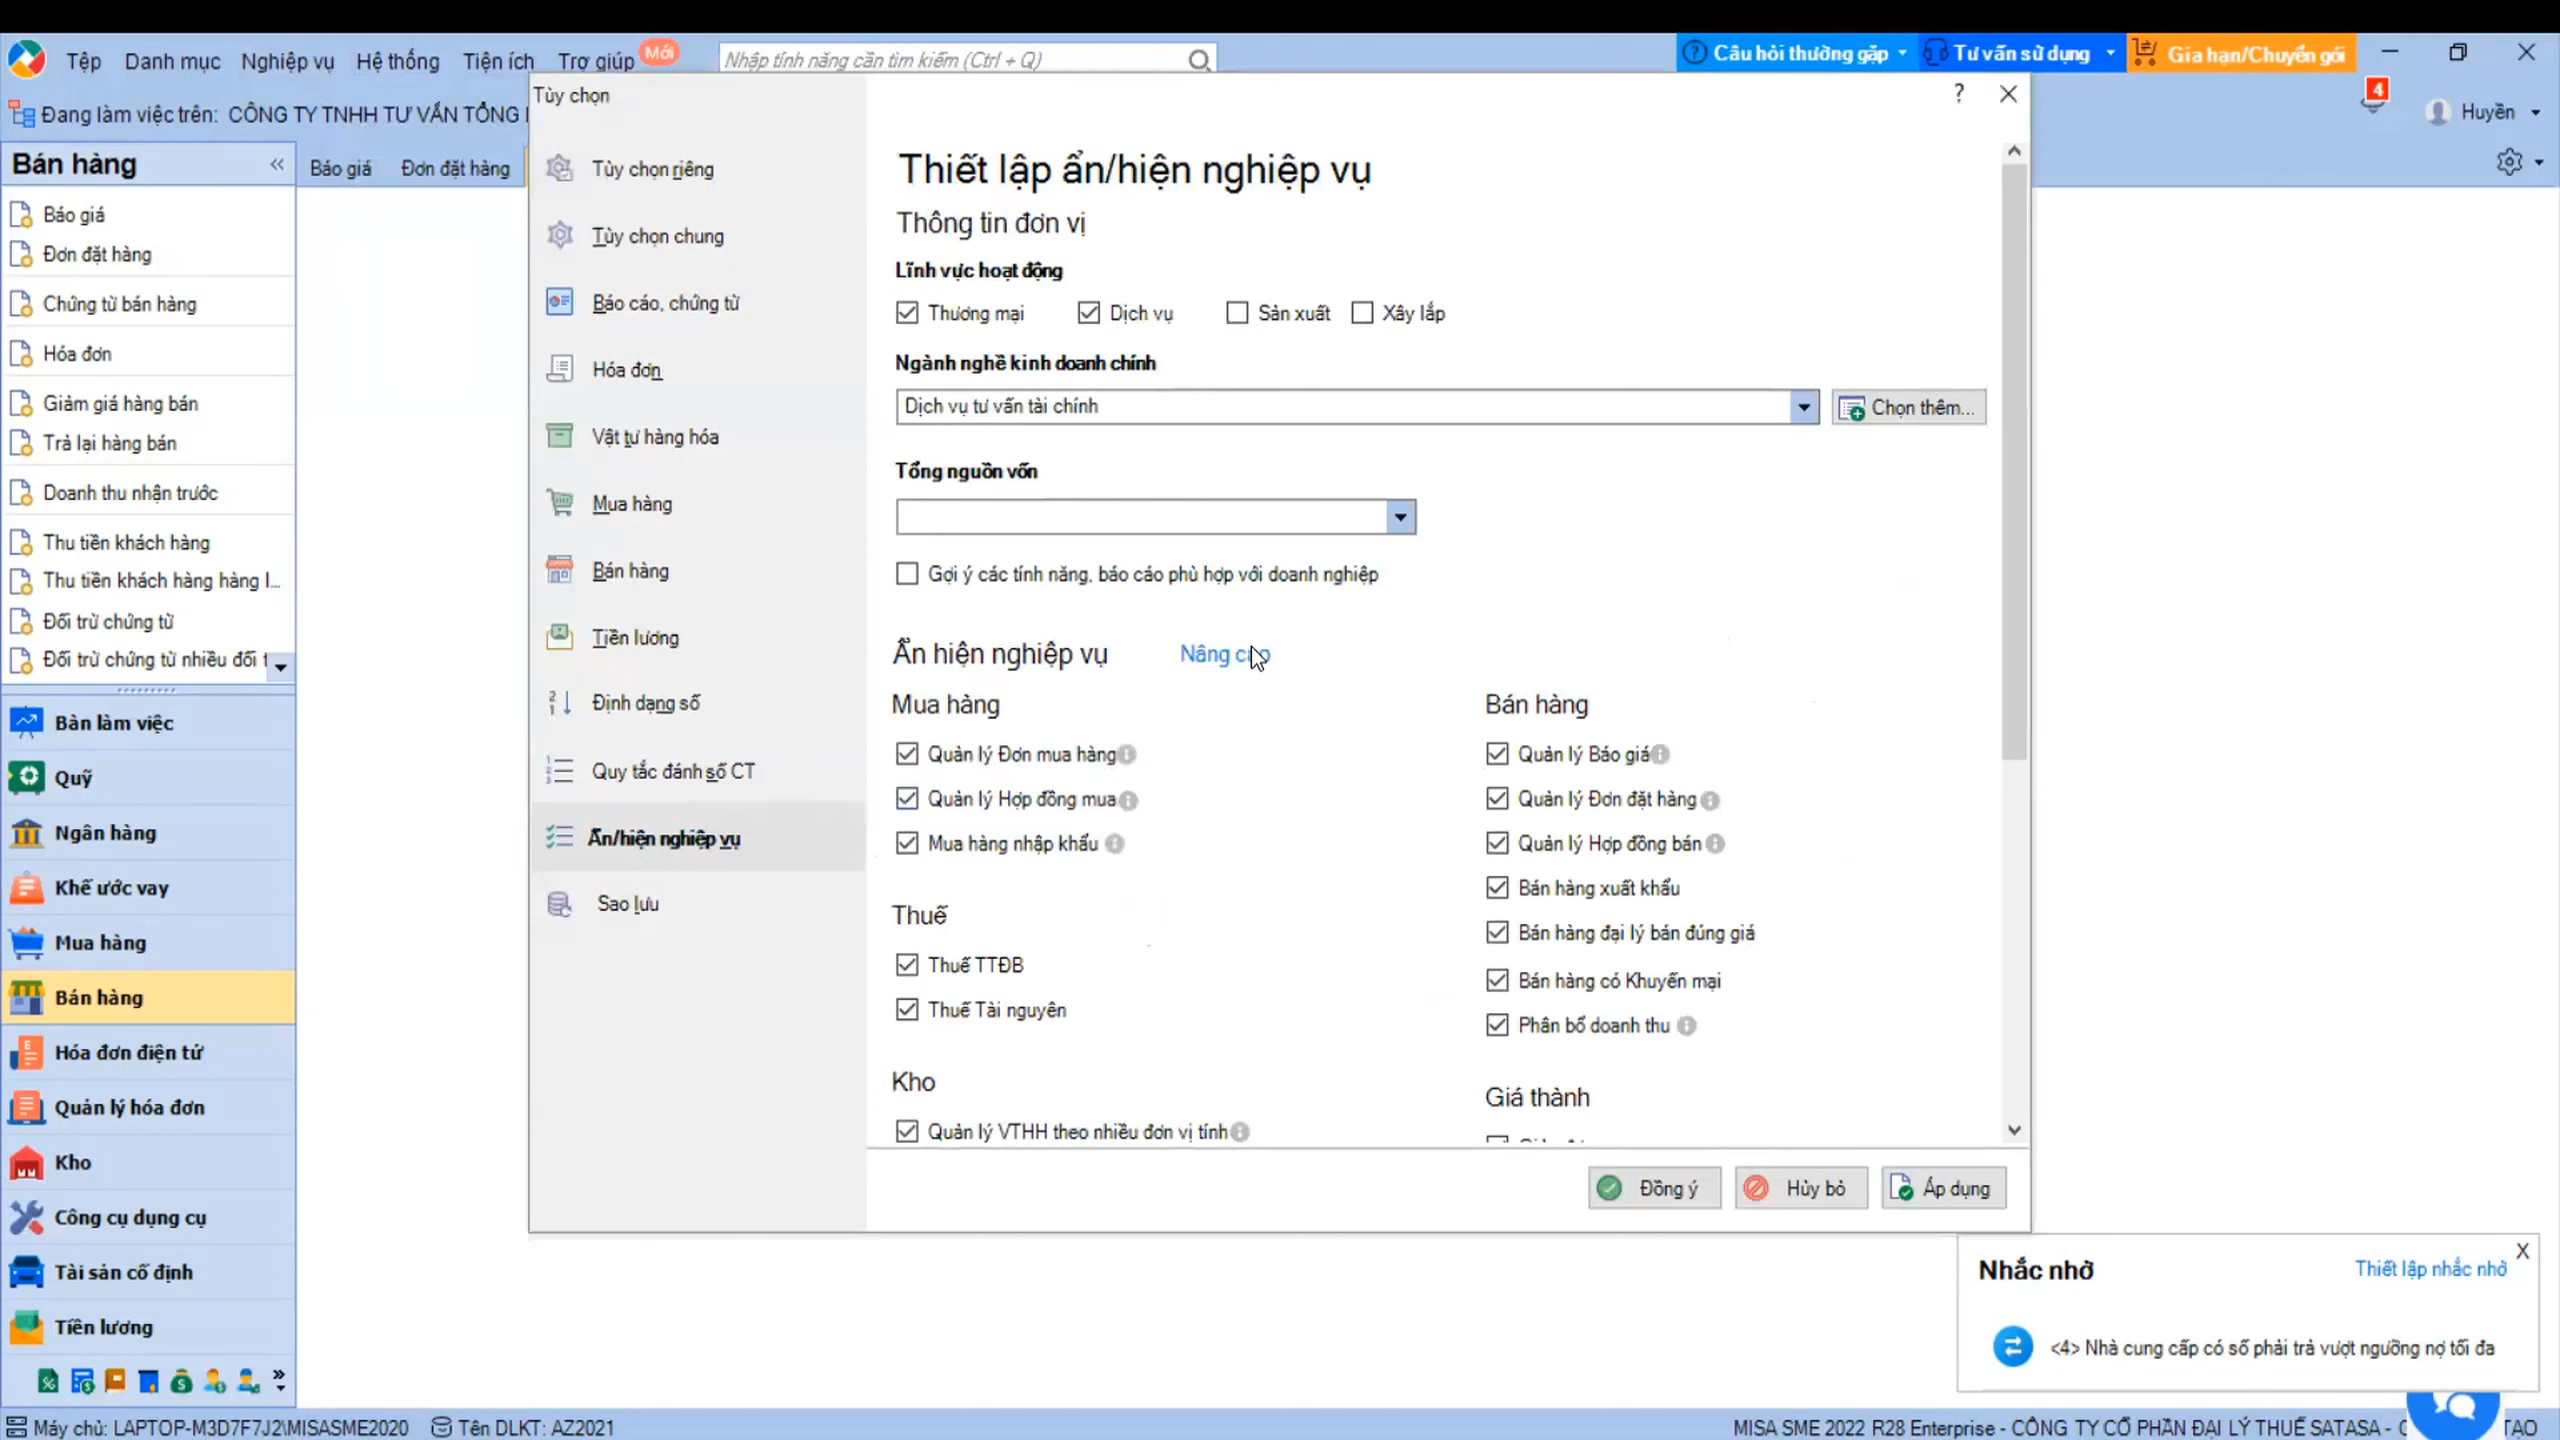 Tệp Danh mục Nghiệp vụ Hệ thống Tiện ích Trợ giúp Mới
Nhập tính năng cần tìm kiếm (Ctrl + Q)
Câu hỏi thường gặp Tư vấn sử dụng Gia hạn/Chuyển gói
Đang làm việc trên: CÔNG TY TNHH TƯ VẤN TỔNG
4
Huyền
Bán hàng
Báo giá Đơn đặt hàng
Báo giá
Đơn đặt hàng
Chứng từ bán hàng
Hóa đơn
Giảm giá hàng bán
Trả lại hàng bán
Doanh thu nhận trước
Thu tiền khách hàng
Thu tiền khách hàng hàng l...
Đối trừ chứng từ
Đối trừ chứng từ nhiều đối
Bàn làm việc
Quỹ
Ngân hàng
Khế ước vay
Mua hàng
Bán hàng
Hóa đơn điện tử
Quản lý hóa đơn
Kho
Công cụ dụng cụ
Tài sản cố định
Tiền lương
Tùy chọn
?
Tùy chọn riêng
Tùy chọn chung
Báo cáo, chứng từ
Hóa đơn
Vật tư hàng hóa
Mua hàng
Bán hàng
Tiền lương
Định dạng số
Quy tắc đánh số CT
Ẩn/hiện nghiệp vụ
Sao lưu
Thiết lập ẩn/hiện nghiệp vụ
Thông tin đơn vị
Lĩnh vực hoạt động
Thương mại Dịch vụ Sản xuất Xây lắp
Ngành nghề kinh doanh chính
Dịch vụ tư vấn tài chính
Chọn thêm...
Tổng nguồn vốn
Gợi ý các tính năng, báo cáo phù hợp với doanh nghiệp
Ẩn hiện nghiệp vụ Nâng cao
Mua hàng
Quản lý Đơn mua hàng
Quản lý Hợp đồng mua
Mua hàng nhập khẩu
Thuế
Thuế TTĐB
Thuế Tài nguyên
Kho
Quản lý VTHH theo nhiều đơn vị tính
Bán hàng
Quản lý Báo giá
Quản lý Đơn đặt hàng
Quản lý Hợp đồng bán
Bán hàng xuất khẩu
Bán hàng đại lý bán đúng giá
Bán hàng có Khuyến mại
Phân bổ doanh thu
Giá thành
Đồng ý Hủy bỏ Áp dụng
Nhắc nhở Thiết lập nhắc nhở X
<4> Nhà cung cấp có số phải trả vượt ngưỡng nợ tối đa
Máy chủ: LAPTOP-M3D7F7J2\MISASME2020 Tên DLKT: AZ2021
MISA SME 2022 R28 Enterprise - CÔNG TY CỔ PHẦN ĐẠI LÝ THUẾ SATASA - TẠO